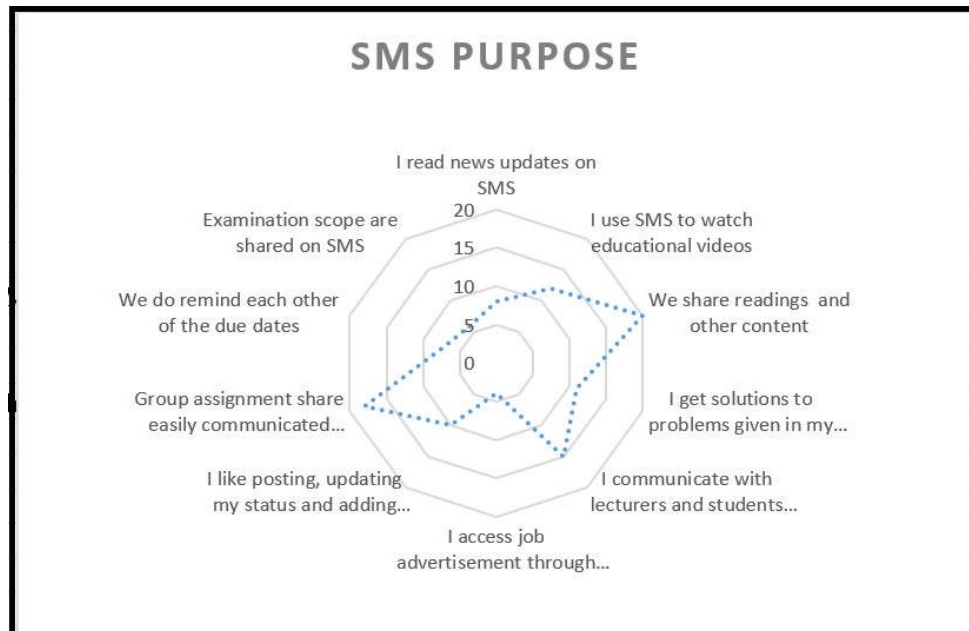 SMS PURPOSE
I read news updates on
SMS
I use SMS to watch
educational videos
We share readings and
other content
I get solutions to
problems given in my...
I communicate with
lecturers and students...
I access job
advertisement through...
I like posting, updating
my status and adding...
Group assignment share
easily communicated...
We do remind each other
of the due dates
Examination scope are
shared on SMS
20
15
10
5
0